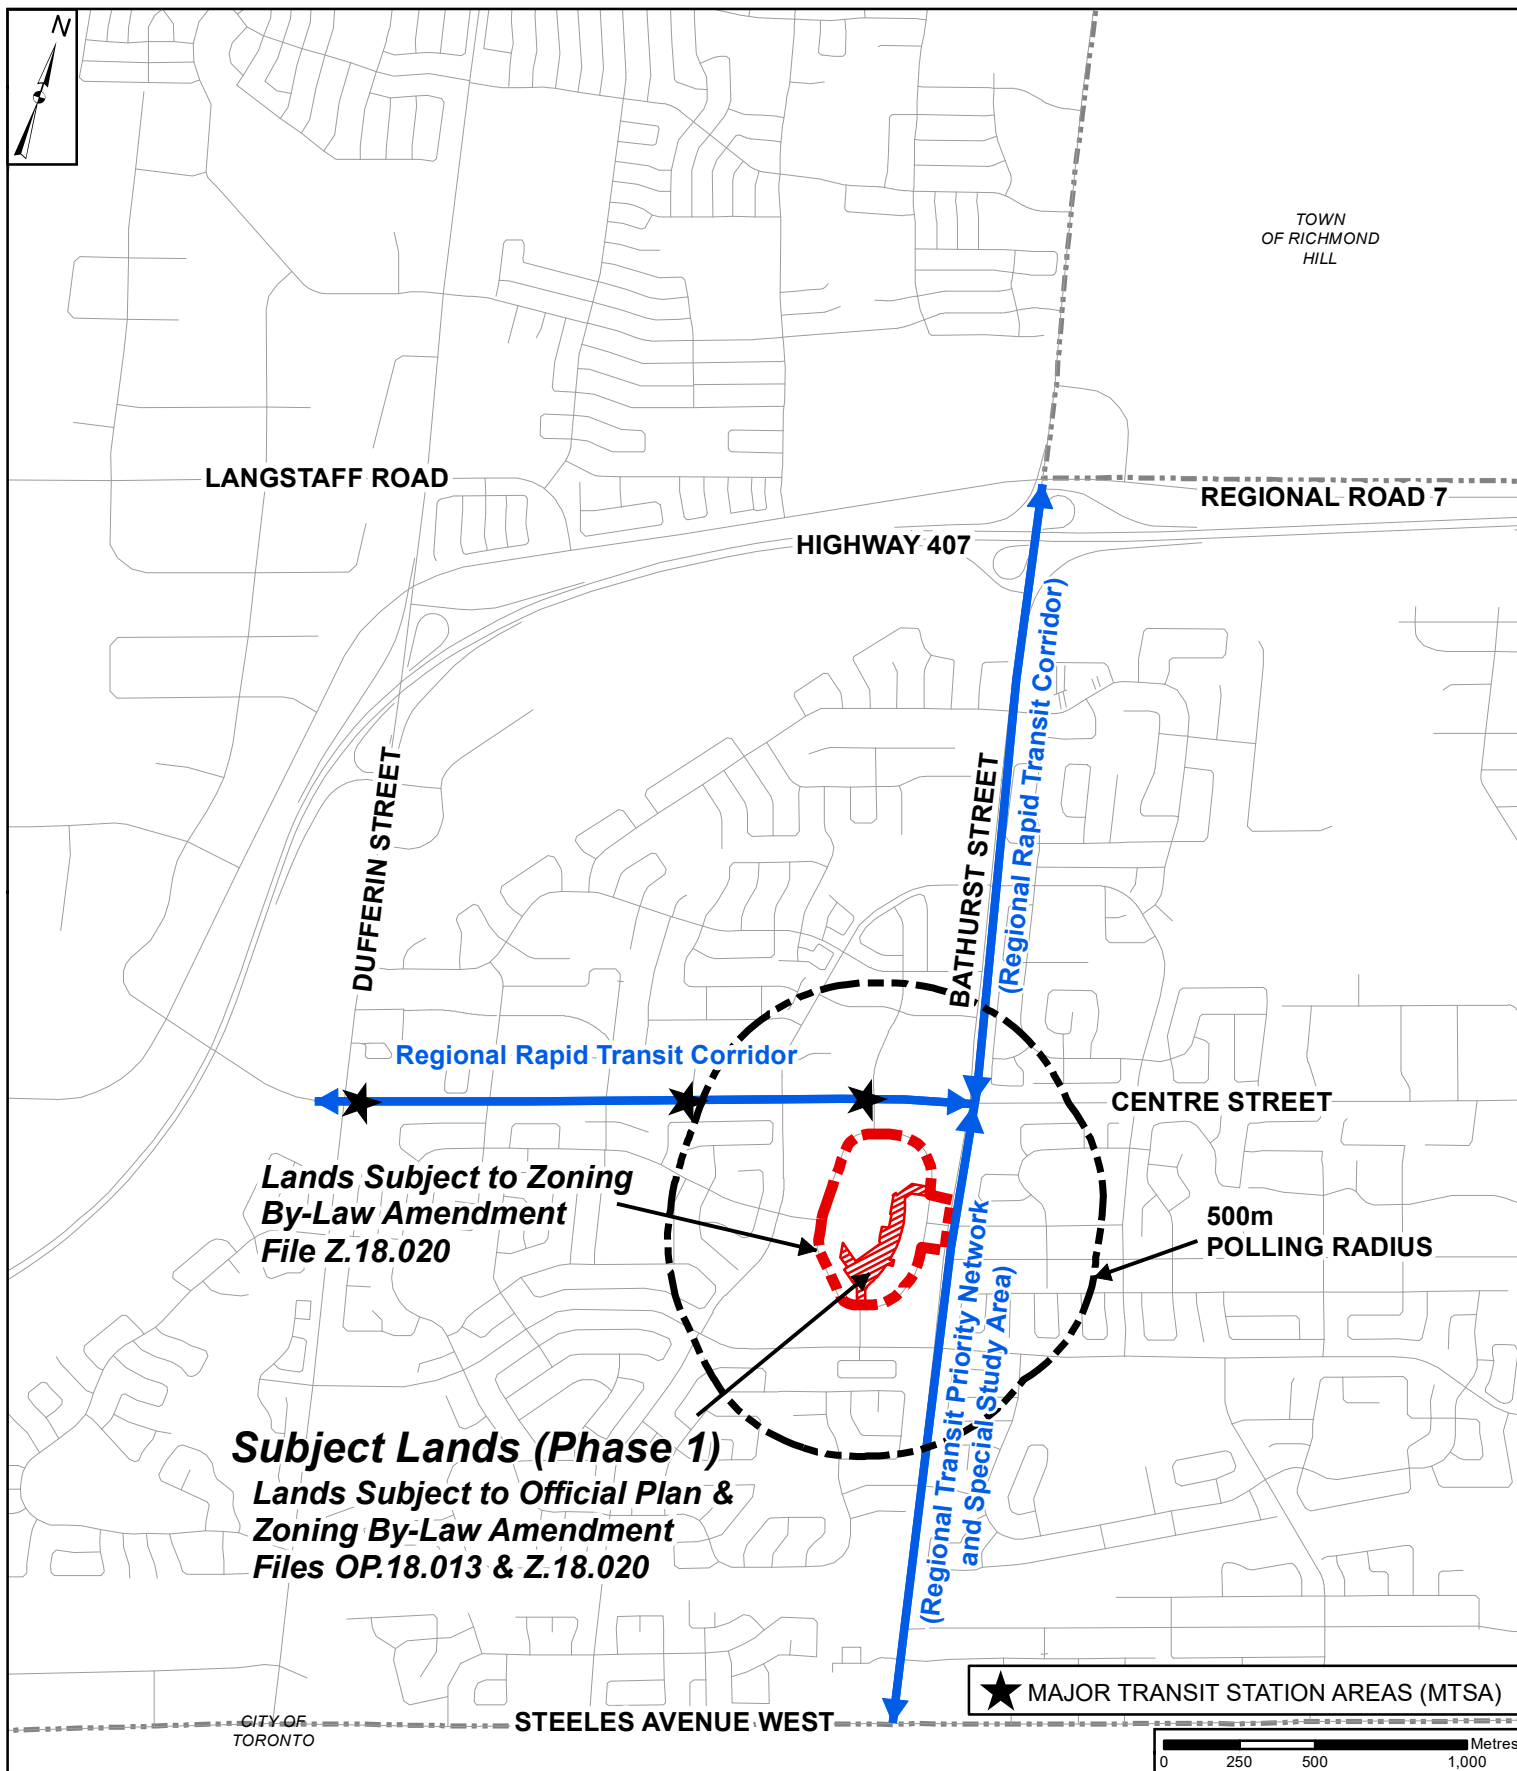 N
TOWN
OF RICHMOND
HILL
LANGSTAFF ROAD
REGIONAL ROAD 7
HIGHWAY 407
(Regional Rapid Transit Corridor)
BATHURST STREET
DUFFERIN STREET
Regional Rapid Transit Corridor
CENTRE STREET
Lands Subject to Zoning
By-Law Amendment
File Z.18.020
500m
POLLING RADIUS
(Regional Transit Priority Network
and Special Study Area)
Subject Lands (Phase 1)
Lands Subject to Official Plan &
Zoning By-Law Amendment
Files OP.18.013 & Z.18.020
MAJOR TRANSIT STATION AREAS (MTSA)
CITY OF
TORONTO
STEELES AVENUE WEST
Metres
0 250 500 1,000